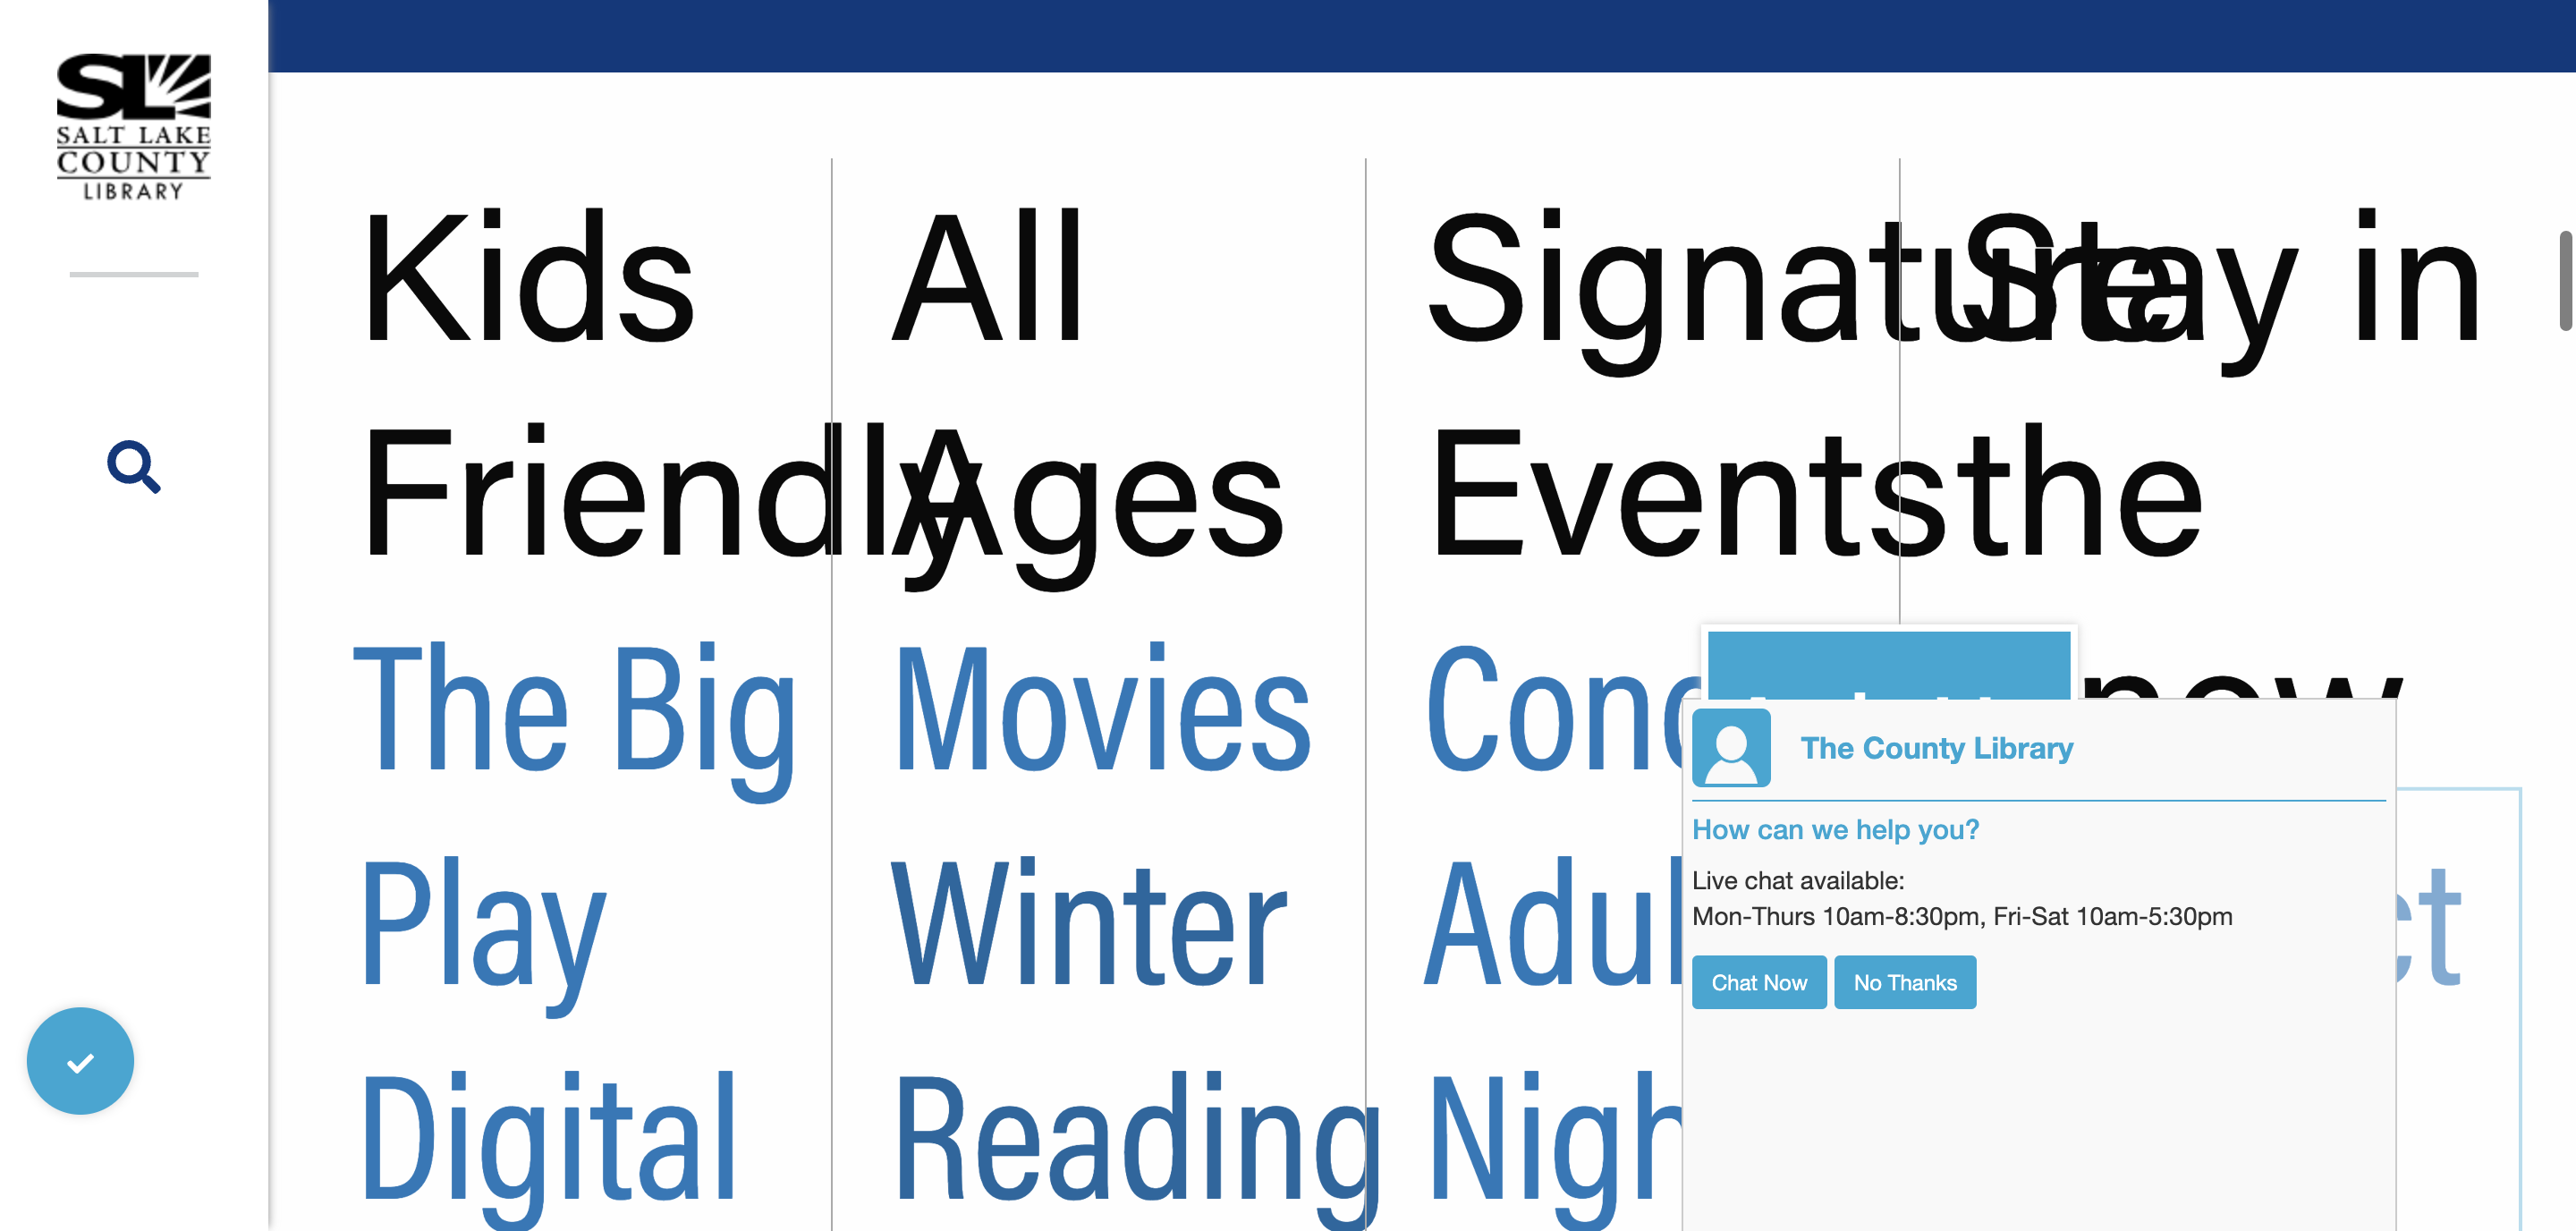 SL
SALT LAKE
COUNTY
LIBRARY
Kids
Friendly
The Big
Play
Digital
All
Ages
Movies
Winter
Reading
Signature
Events
Stay in
the
The County Library
How can we help you?
Live chat available:
Mon-Thurs 10am-8:30pm, Fri-Sat 10am-5:30pm
Chat Now
No Thanks